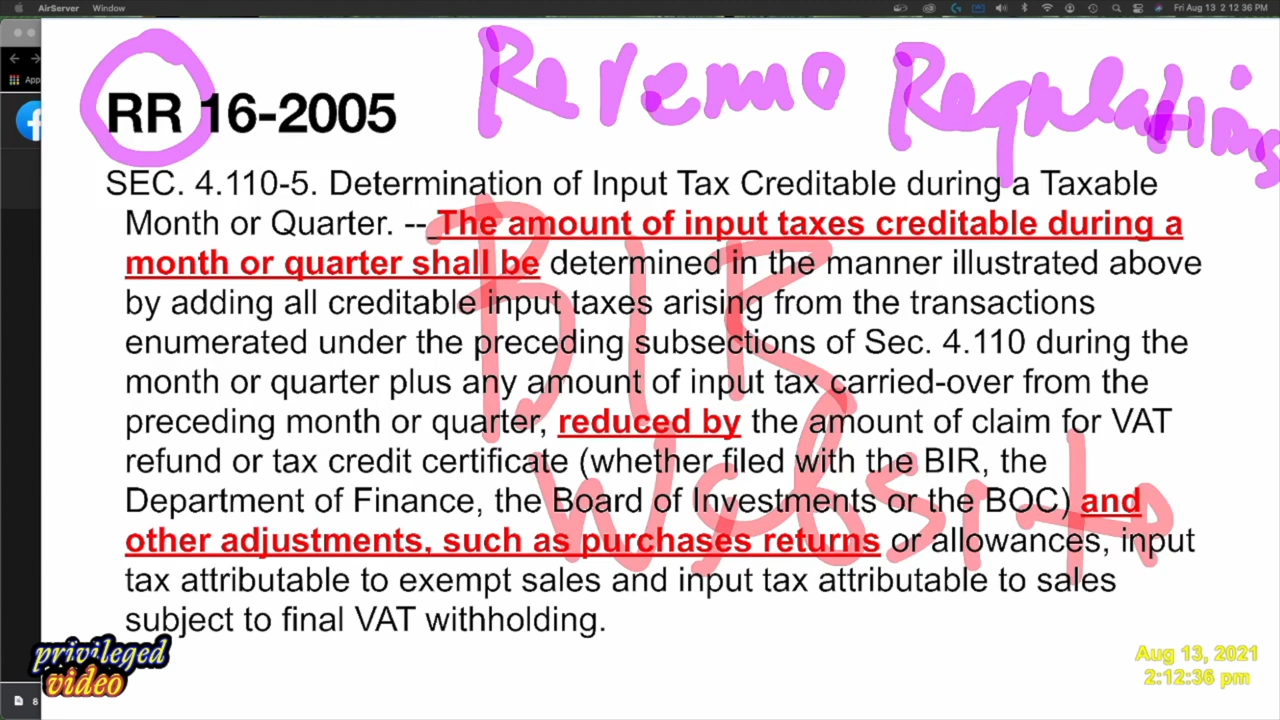 AirServer Window Fri Aug 13 2 12 36 PM
App
Revenue Regulations
RR 16-2005
SEC. 4.110-5. Determination of Input Tax Creditable during a Taxable
Month or Quarter. -- The amount of input taxes creditable during a
month or quarter shall be determined in the manner illustrated above
by adding all creditable input taxes arising from the transactions
enumerated under the preceding subsections of Sec. 4.110 during the
month or quarter plus any amount of input tax carried-over from the
preceding month or quarter, reduced by the amount of claim for VAT
refund or tax credit certificate (whether filed with the BIR, the
Department of Finance, the Board of Investments or the BOC) and
other adjustments, such as purchases returns or allowances, input
tax attributable to exempt sales and input tax attributable to sales
subject to final VAT withholding.
BIR
Website
privileged
video
8
Aug 13, 2021
2:12:36 pm